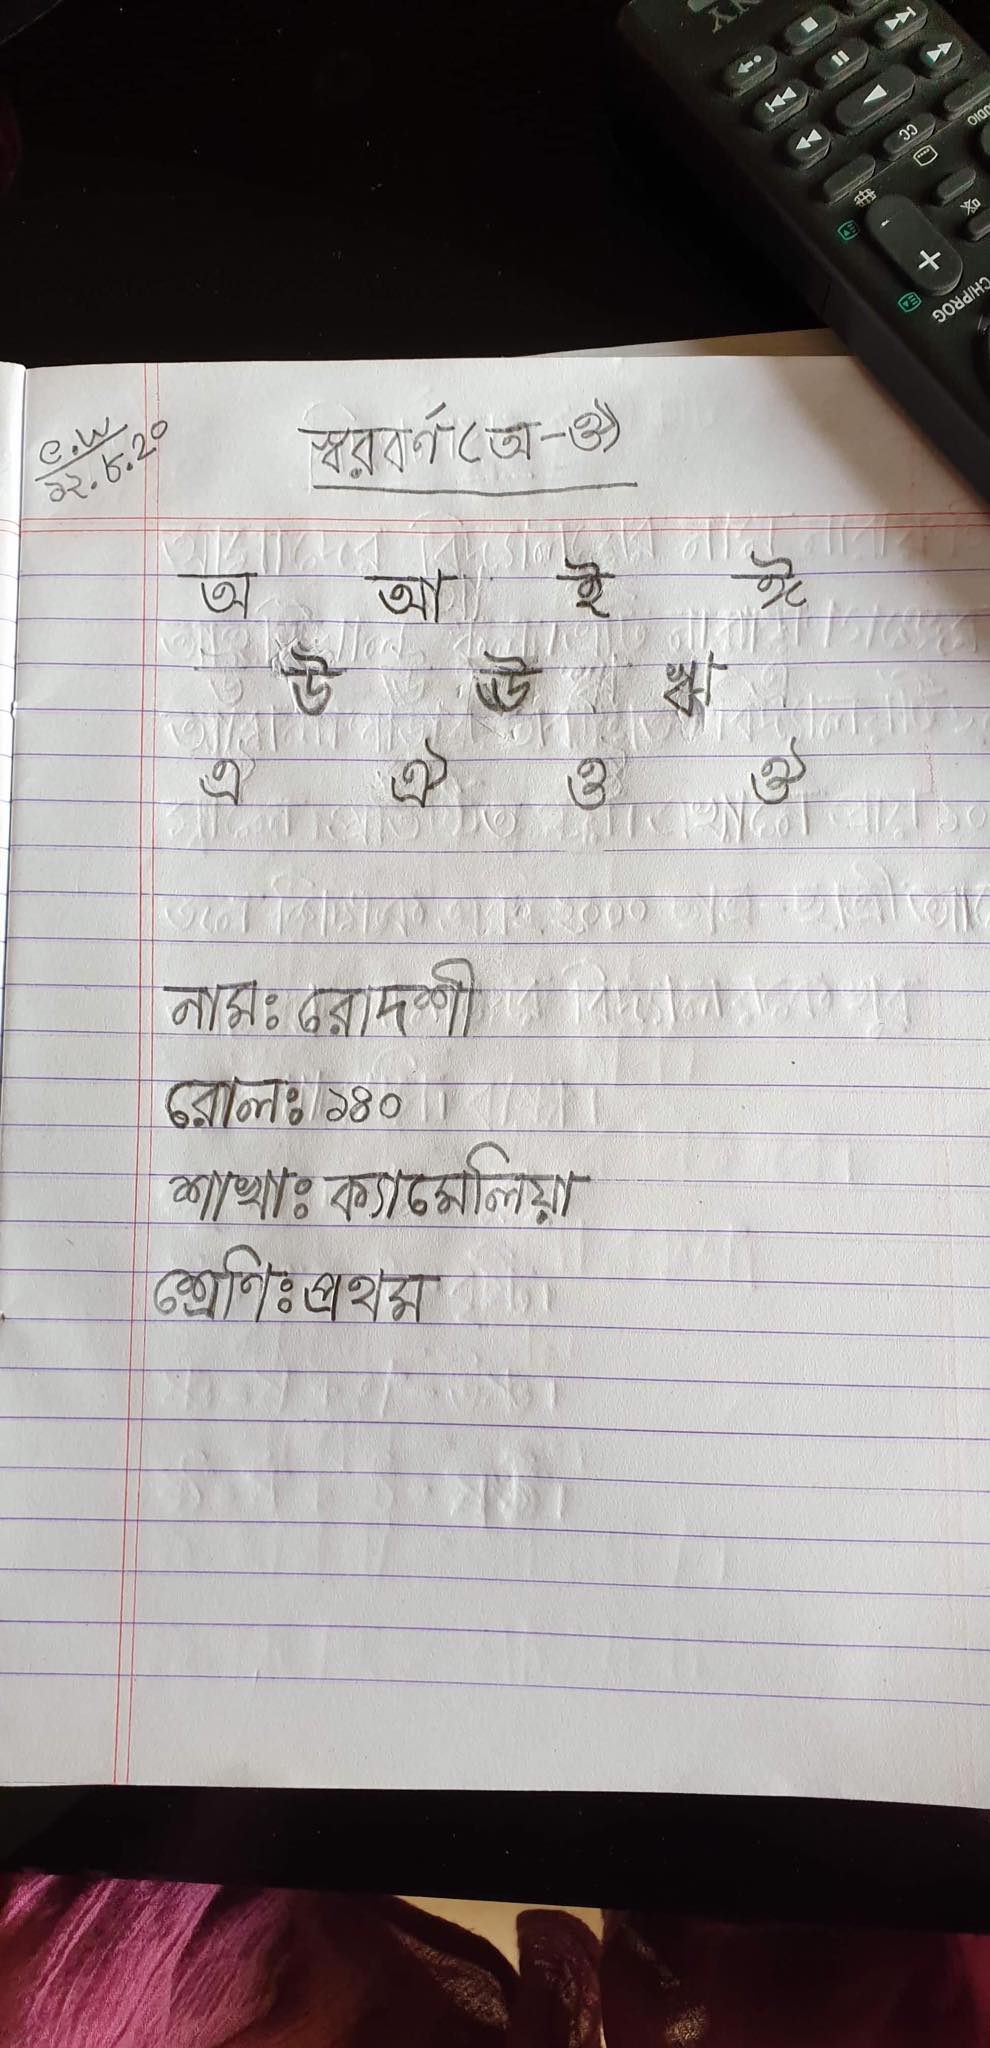 C.W
১২.৮.২০
স্বরবর্ণ (অ-ঔ)
অ আ ই ঈ
উ ঊ ঋ
এ ঐ ও ঔ
নামঃ রোদশী
রোলঃ ১৪০
শাখাঃ ক্যামেলিয়া
শ্রেণিঃ প্রথম
CC
CH/PROG